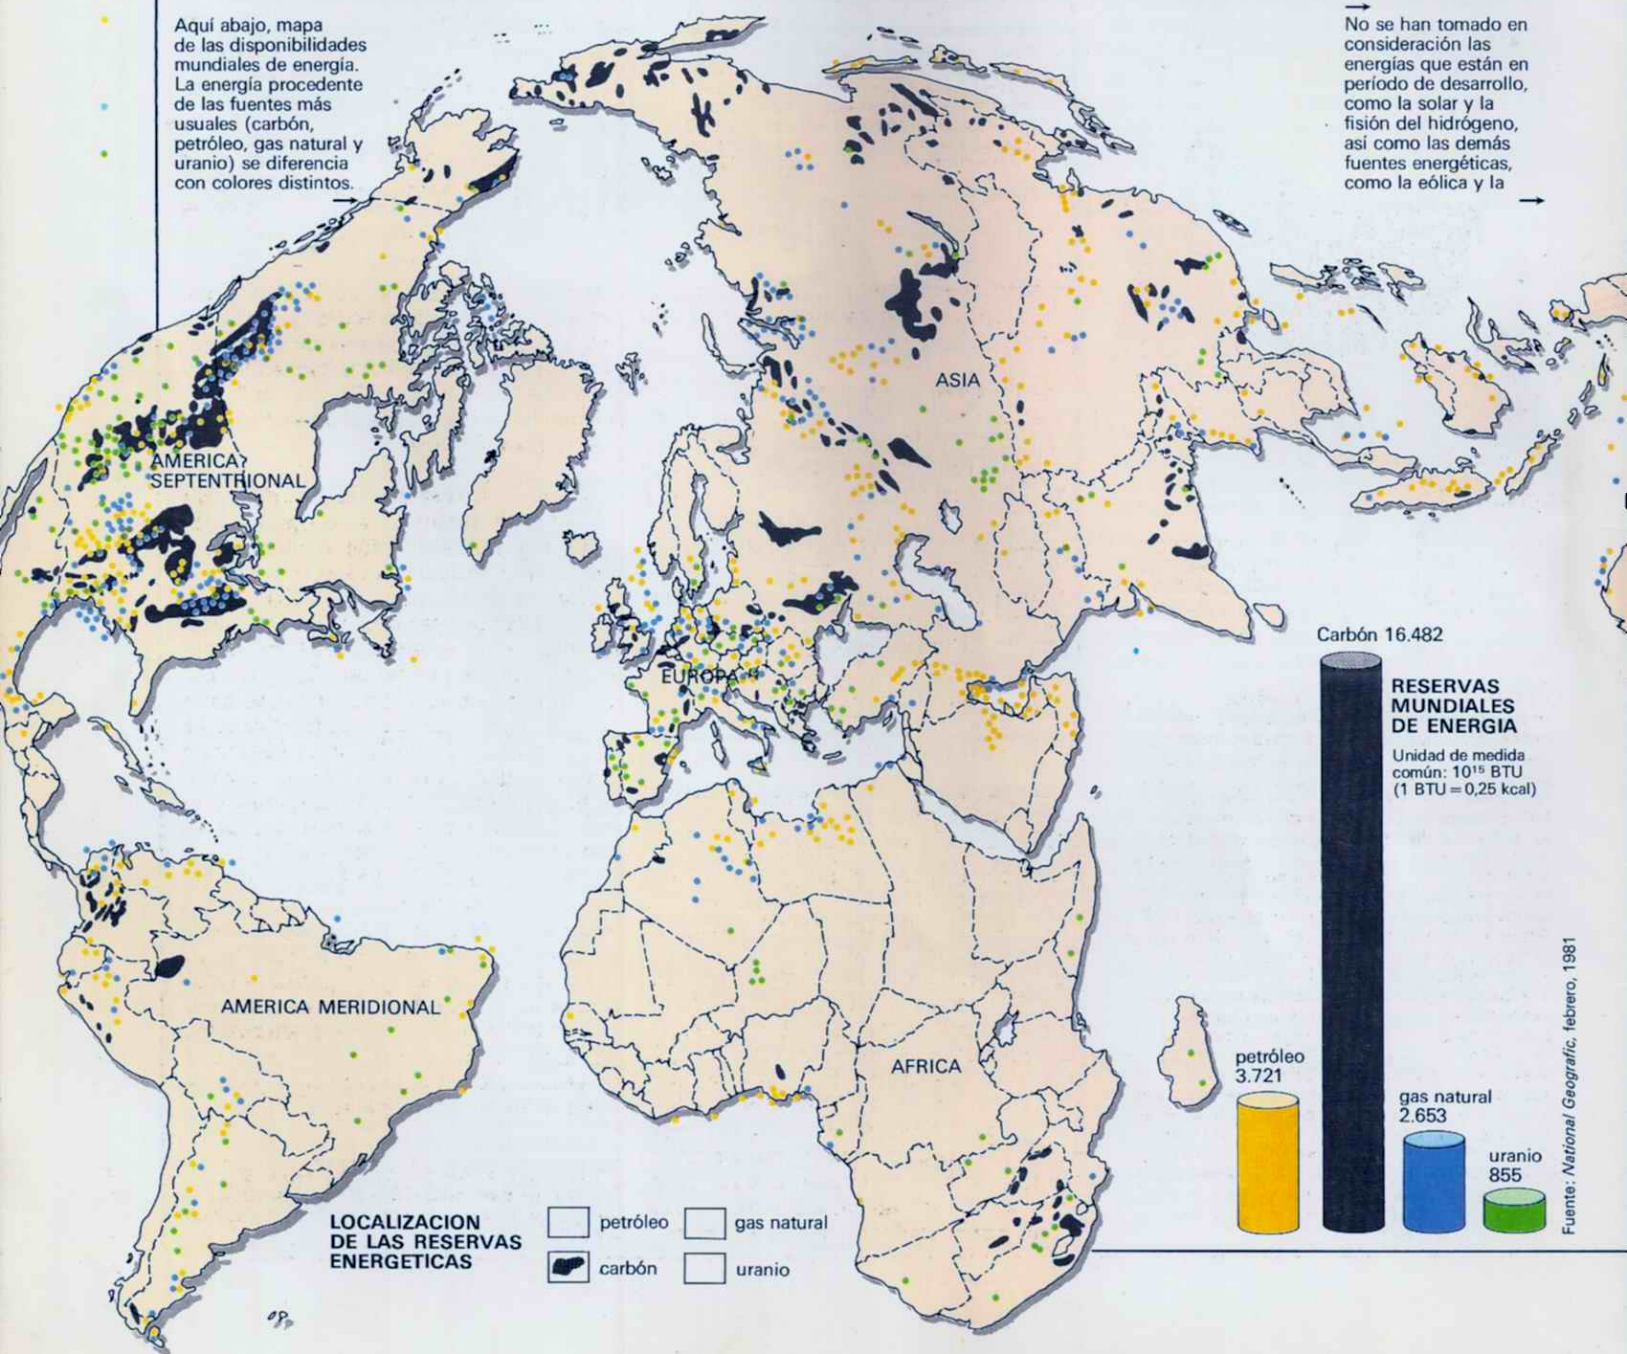 Aquí abajo, mapa
de las disponibilidades
mundiales de energía.
La energía procedente
de las fuentes más
usuales (carbón,
petróleo, gas natural y
uranio) se diferencia
con colores distintos.
No se han tomado en
consideración las
energías que están en
período de desarrollo,
como la solar y la
fisión del hidrógeno,
así como las demás
fuentes energéticas,
como la eólica y la
ASIA
AMERICA
SEPTENTRIONAL
EUROPA
AMERICA MERIDIONAL
AFRICA
Carbón 16.482
RESERVAS
MUNDIALES
DE ENERGIA
Unidad de medida
común: 10¹⁵ BTU
(1 BTU = 0,25 kcal)
petróleo
3.721
gas natural
2.653
uranio
855
Fuente: National Geografic, febrero, 1981
LOCALIZACION
DE LAS RESERVAS
ENERGETICAS
petróleo
gas natural
carbón
uranio